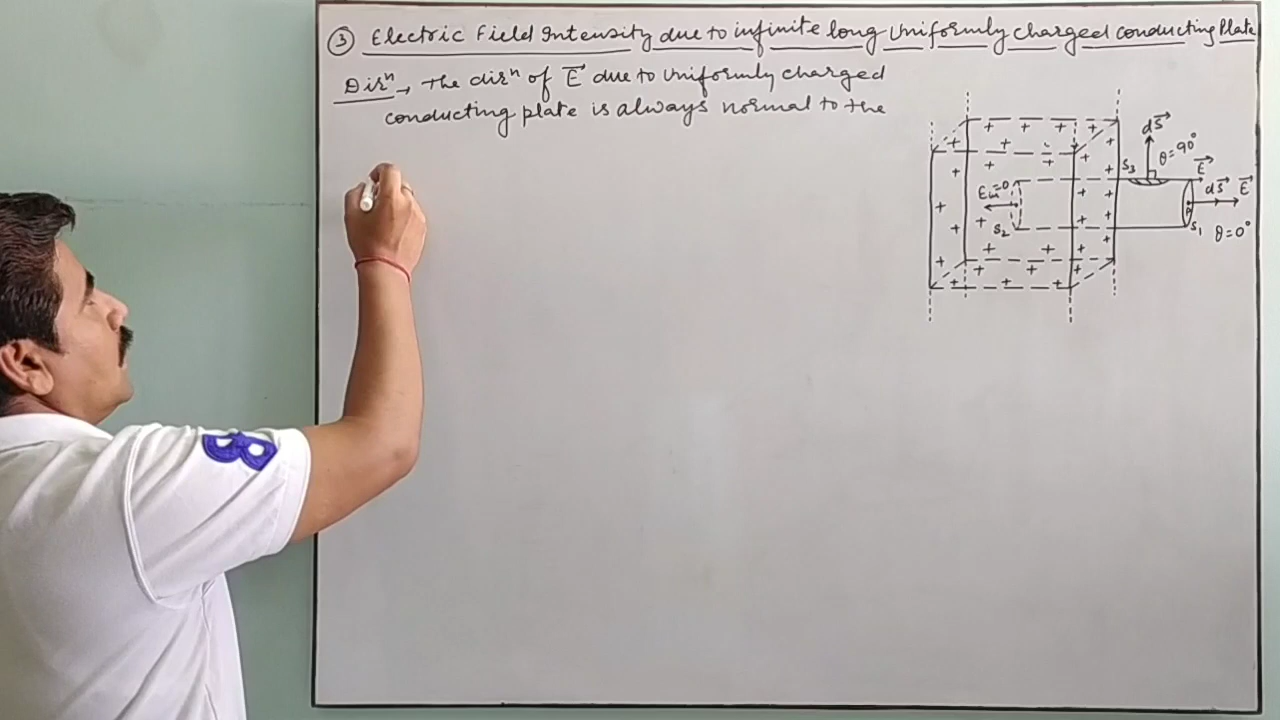 ③ Electric Field Intensity due to infinite long Uniformly charged conducting Plate
Dirⁿ → The dirⁿ of E⃗ due to Uniformly charged
conducting plate is always normal to the
dS⃗
θ=90°
S₃
E⃗
dS⃗ E⃗
Eᵢₙ=0
P
S₂
S₁
θ=0°
B